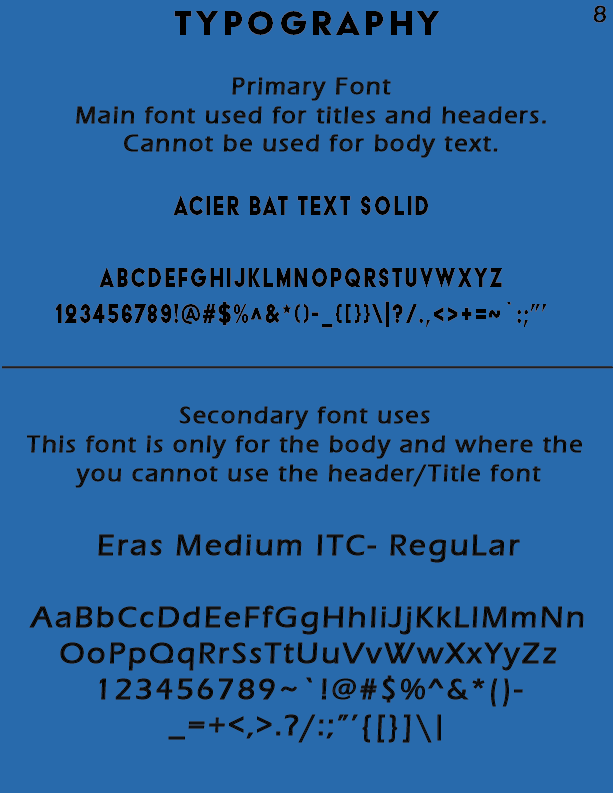 TYPOGRAPHY
8
Primary Font
Main font used for titles and headers.
Cannot be used for body text.
ACIER BAT TEXT SOLID
ABCDEFGHIJKLMNOPQRSTUVWXYZ
123456789!@#$%^&*()-_{[}}\|?/.,<>+=~`:;"'
Secondary font uses
This font is only for the body and where the
you cannot use the header/Title font
Eras Medium ITC- ReguLar
AaBbCcDdEeFfGgHhIiJjKkLlMmNn
OoPpQqRrSsTtUuVvWwXxYyZz
123456789~`!@#$%^&*()-
_=+<,>.?/:;"'{[}]\|